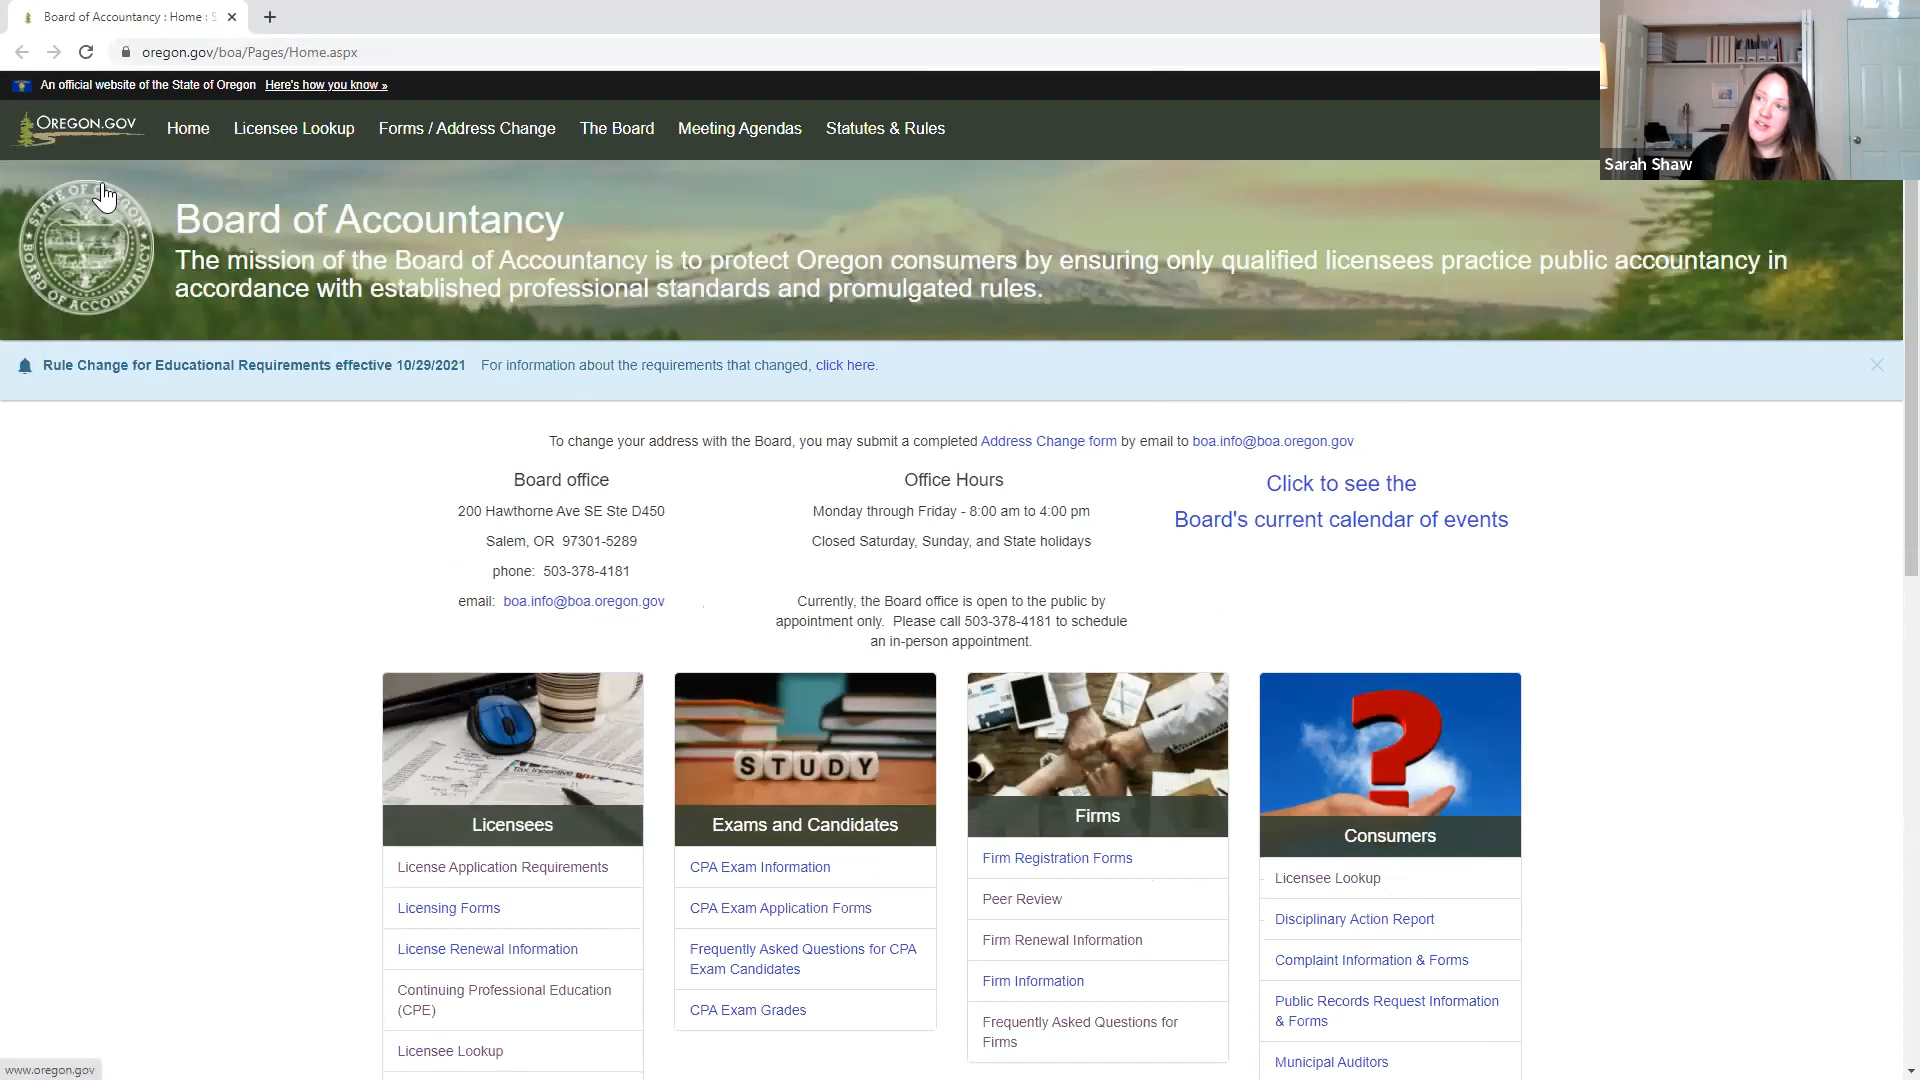 Board of Accountancy : Home : S
oregon.gov/boa/Pages/Home.aspx
An official website of the State of Oregon Here's how you know »
OREGON.GOV
Home
Licensee Lookup
Forms / Address Change
The Board
Meeting Agendas
Statutes & Rules
Sarah Shaw
STATE OF OREGON
BOARD OF ACCOUNTANCY
Board of Accountancy
The mission of the Board of Accountancy is to protect Oregon consumers by ensuring only qualified licensees practice public accountancy in
accordance with established professional standards and promulgated rules.
Rule Change for Educational Requirements effective 10/29/2021 For information about the requirements that changed, click here.
To change your address with the Board, you may submit a completed Address Change form by email to boa.info@boa.oregon.gov
Board office
200 Hawthorne Ave SE Ste D450
Salem, OR 97301-5289
phone: 503-378-4181
email: boa.info@boa.oregon.gov
Office Hours
Monday through Friday - 8:00 am to 4:00 pm
Closed Saturday, Sunday, and State holidays
Currently, the Board office is open to the public by
appointment only. Please call 503-378-4181 to schedule
an in-person appointment.
Click to see the
Board's current calendar of events
Tax Incentive
Licensees
License Application Requirements
Licensing Forms
License Renewal Information
Continuing Professional Education
(CPE)
Licensee Lookup
STUDY
Exams and Candidates
CPA Exam Information
CPA Exam Application Forms
Frequently Asked Questions for CPA
Exam Candidates
CPA Exam Grades
Firms
Firm Registration Forms
Peer Review
Firm Renewal Information
Firm Information
Frequently Asked Questions for
Firms
?
Consumers
Licensee Lookup
Disciplinary Action Report
Complaint Information & Forms
Public Records Request Information
& Forms
Municipal Auditors
www.oregon.gov